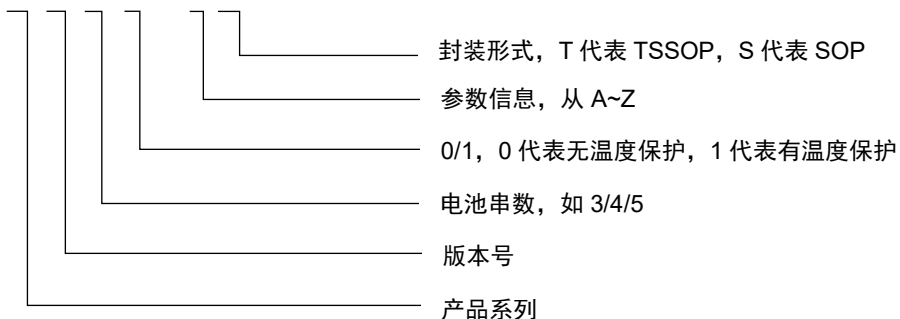 封装形式，T 代表 TSSOP，S 代表 SOP
参数信息，从 A~Z
0/1，0 代表无温度保护，1 代表有温度保护
电池串数，如 3/4/5
版本号
产品系列